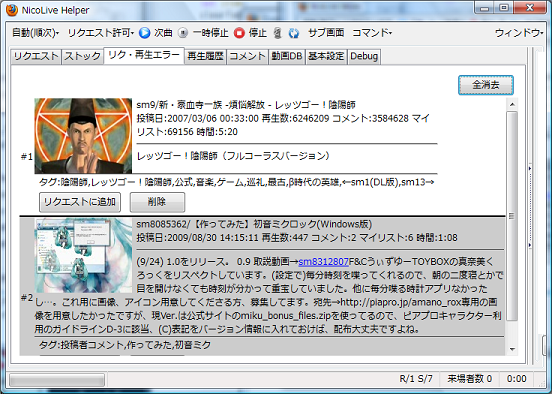 NicoLive Helper
自動(順次)▾ リクエスト許可▾ 次曲 一時停止 停止 サブ画面 コマンド▾ ウィンドウ▾
リクエスト ストック リク・再生エラー 再生履歴 コメント 動画DB 基本設定 Debug
全消去
#1
sm9/新・豪血寺一族 -煩悩解放 - レッツゴー！陰陽師
投稿日:2007/03/06 00:33:00 再生数:6246209 コメント:3584628 マイ
リスト:69156 時間:5:20
レッツゴー！陰陽師（フルコーラスバージョン）
タグ:陰陽師,レッツゴー！陰陽師,公式,音楽,ゲーム,巡礼,最古,β時代の英雄,←sm1(DL版),sm13→
リクエストに追加 削除
#2
sm8085362/【作ってみた】初音ミクロック(Windows版)
投稿日:2009/08/30 14:15:11 再生数:447 コメント:2 マイリスト:6 時間:1:08
(9/24) 1.0をリリース。 0.9 取説動画→sm8312807F&Cうぃずゆ～TOYBOXの真奈美く
ろっくをリスペクトしています。(設定で)毎分時刻を喋ってくれるので、朝の二度寝とかで
目を開けなくても時刻が分かって重宝していました。他に毎分喋る時計アプリなかった
し…。これ用に画像、アイコン用意してくださる方、募集してます。宛先→http://piapro.jp/amano_rox専用の画
像を用意したかったですが、現Ver.は公式サイトのmiku_bonus_files.zipを使ってるので、ピアプロキャラクター利
用のガイドラインD-3に該当、(C)表記をバージョン情報に入れておけば、配布大丈夫ですよね。
タグ:投稿者コメント,作ってみた,初音ミク
R/1 S/7 来場者数 0 0:00